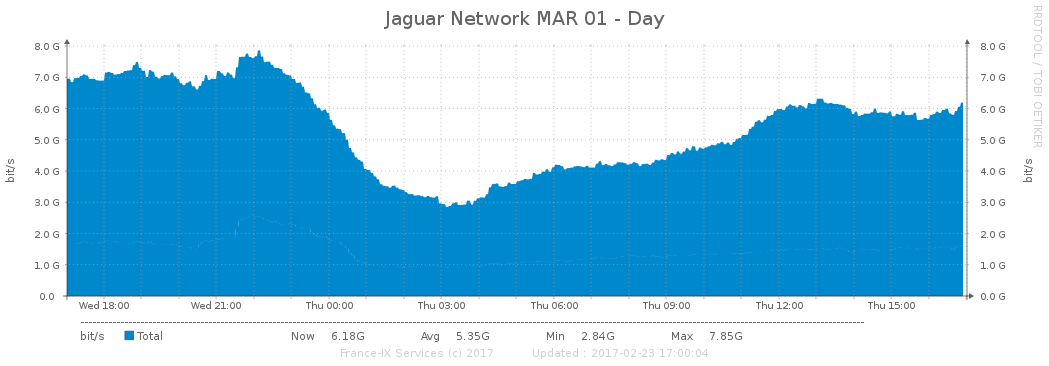 Jaguar Network MAR 01 - Day
RRDTOOL / TOBI OETIKER
bit/s
8.0 G 8.0 G
7.0 G 7.0 G
6.0 G 6.0 G
5.0 G 5.0 G
4.0 G 4.0 G
3.0 G 3.0 G
2.0 G 2.0 G
1.0 G 1.0 G
0.0 0.0 G
bit/s
Wed 18:00 Wed 21:00 Thu 00:00 Thu 03:00 Thu 06:00 Thu 09:00 Thu 12:00 Thu 15:00
bit/s Total Now 6.18G Avg 5.35G Min 2.84G Max 7.85G
France-IX Services (c) 2017 Updated : 2017-02-23 17:00:04